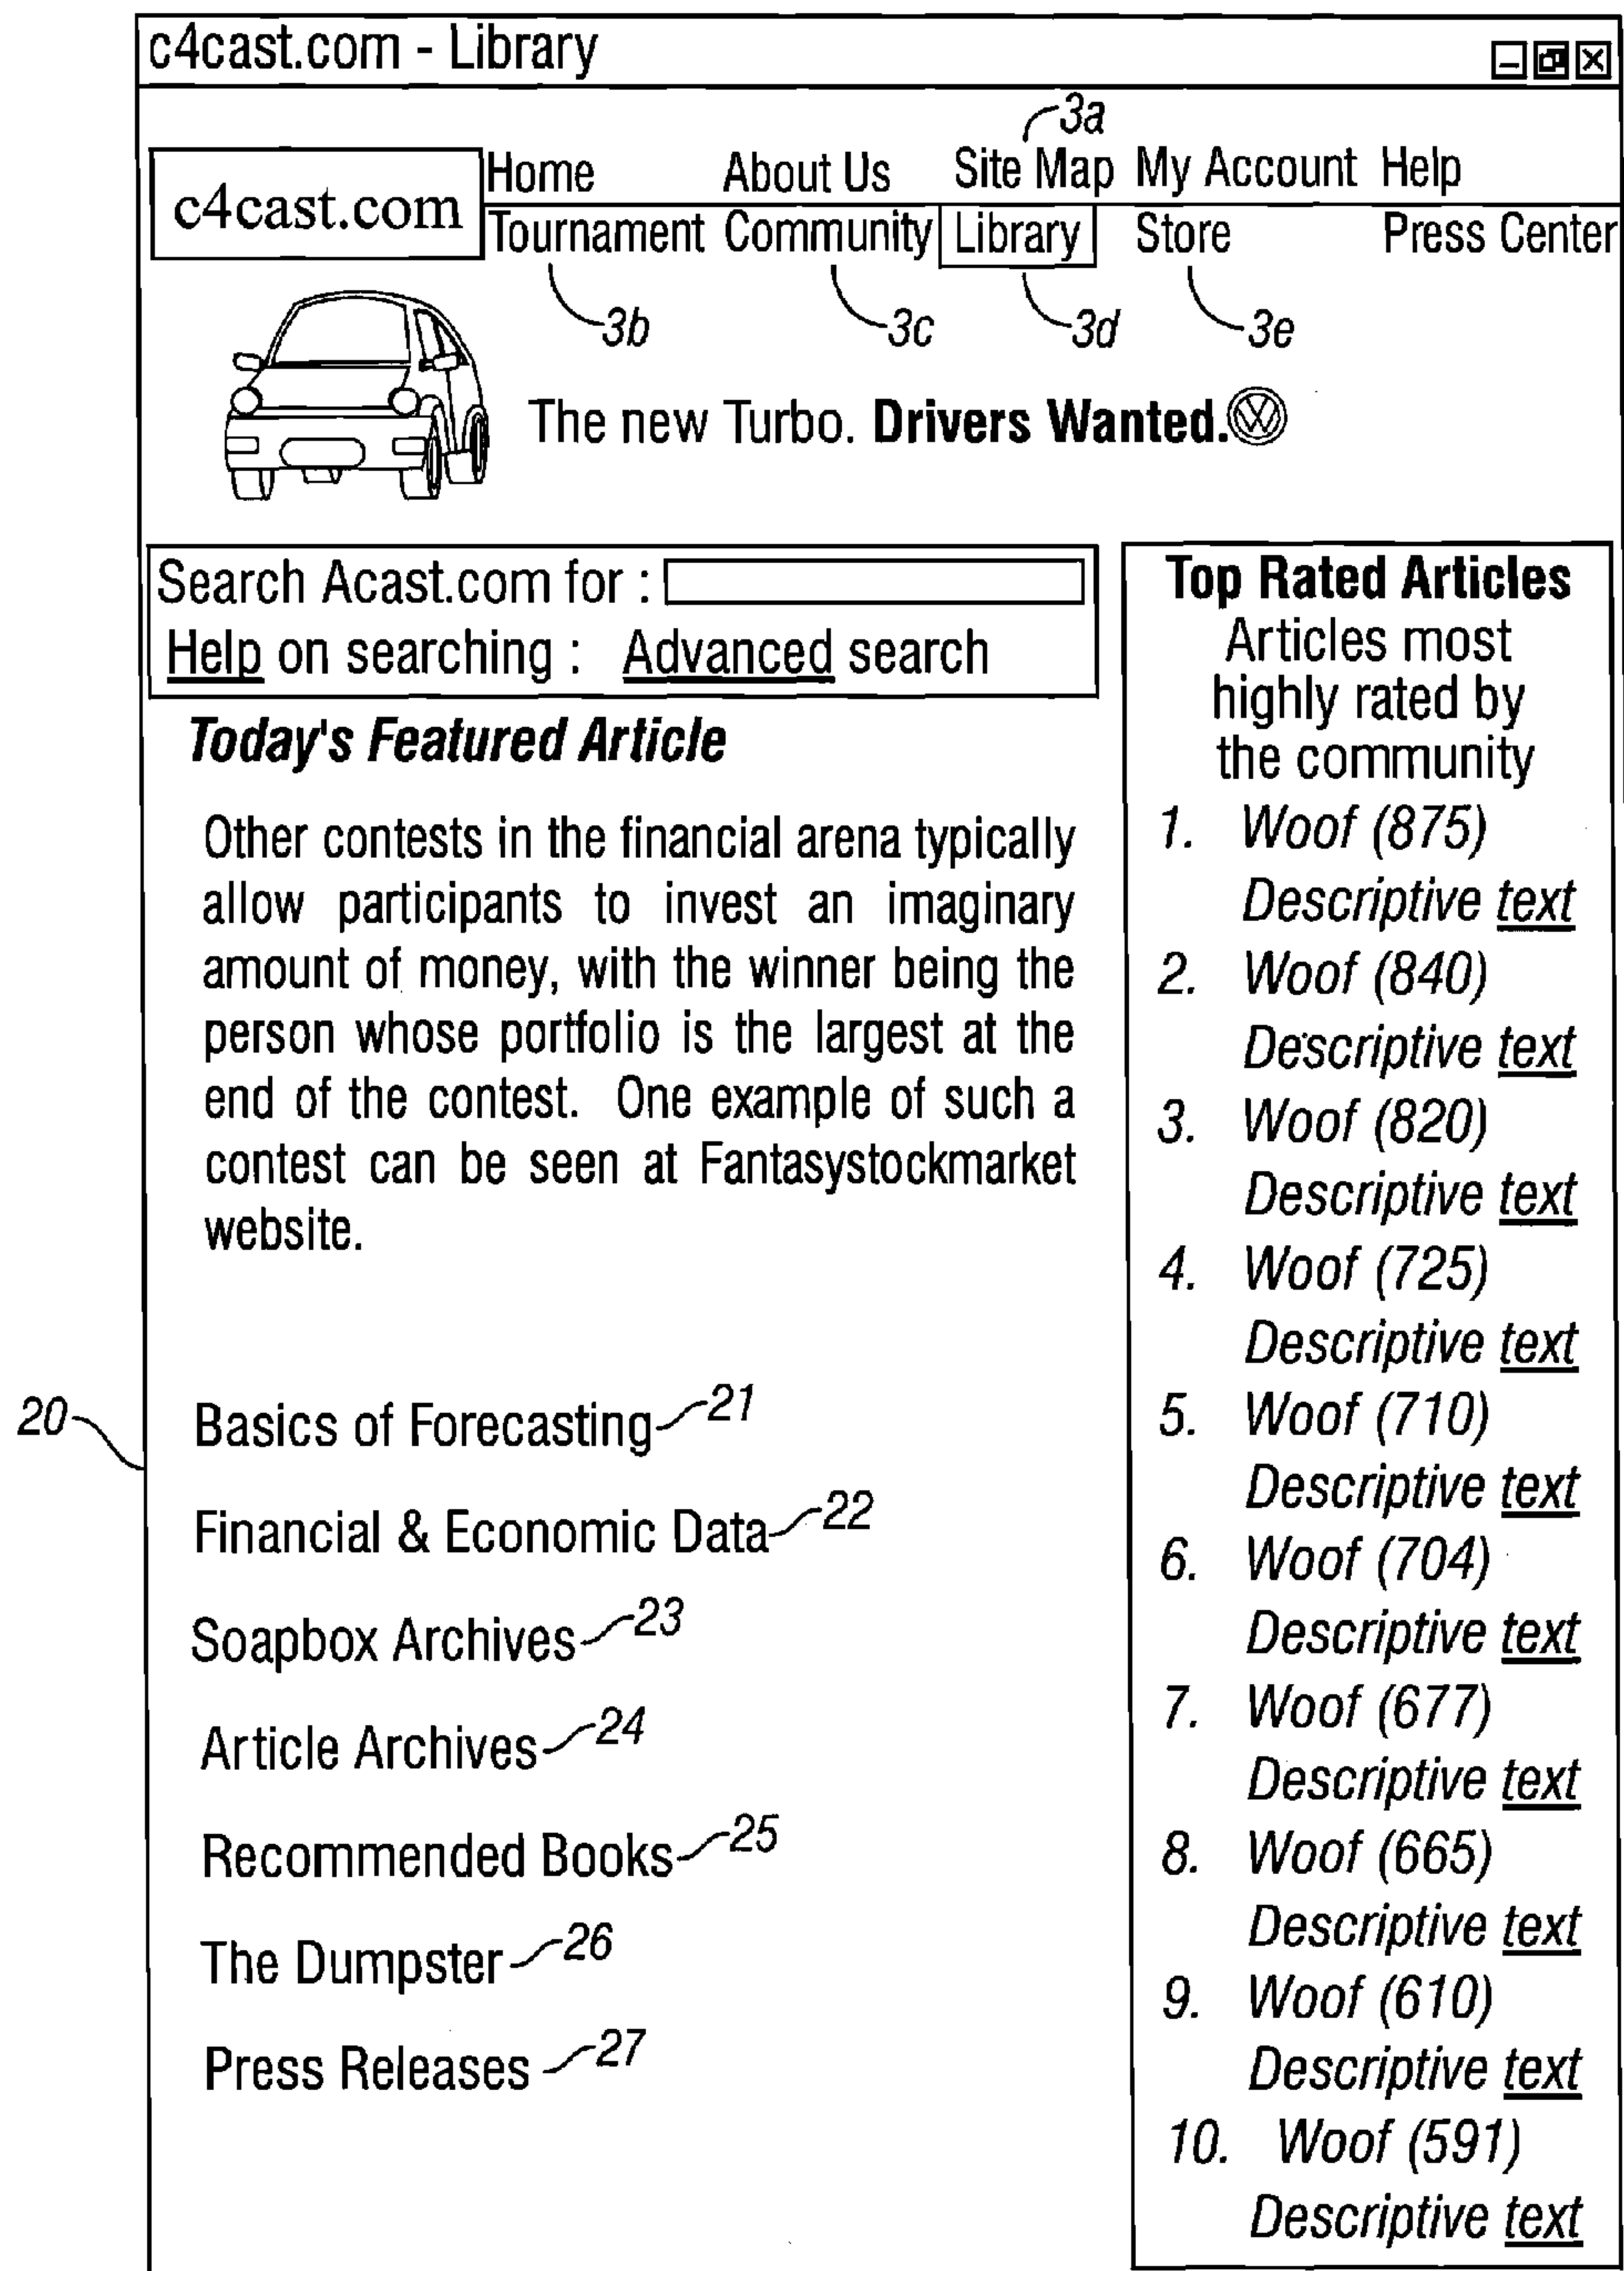 c4cast.com - Library
3a
c4cast.com
Home About Us Site Map My Account Help
Tournament Community Library Store Press Center
3b 3c 3d 3e
The new Turbo. Drivers Wanted.
Search Acast.com for :
Help on searching : Advanced search
Today's Featured Article
Other contests in the financial arena typically
allow participants to invest an imaginary
amount of money, with the winner being the
person whose portfolio is the largest at the
end of the contest. One example of such a
contest can be seen at Fantasystockmarket
website.
20
Basics of Forecasting 21
Financial & Economic Data 22
Soapbox Archives 23
Article Archives 24
Recommended Books 25
The Dumpster 26
Press Releases 27
Top Rated Articles
Articles most
highly rated by
the community
1. Woof (875)
Descriptive text
2. Woof (840)
Descriptive text
3. Woof (820)
Descriptive text
4. Woof (725)
Descriptive text
5. Woof (710)
Descriptive text
6. Woof (704)
Descriptive text
7. Woof (677)
Descriptive text
8. Woof (665)
Descriptive text
9. Woof (610)
Descriptive text
10. Woof (591)
Descriptive text